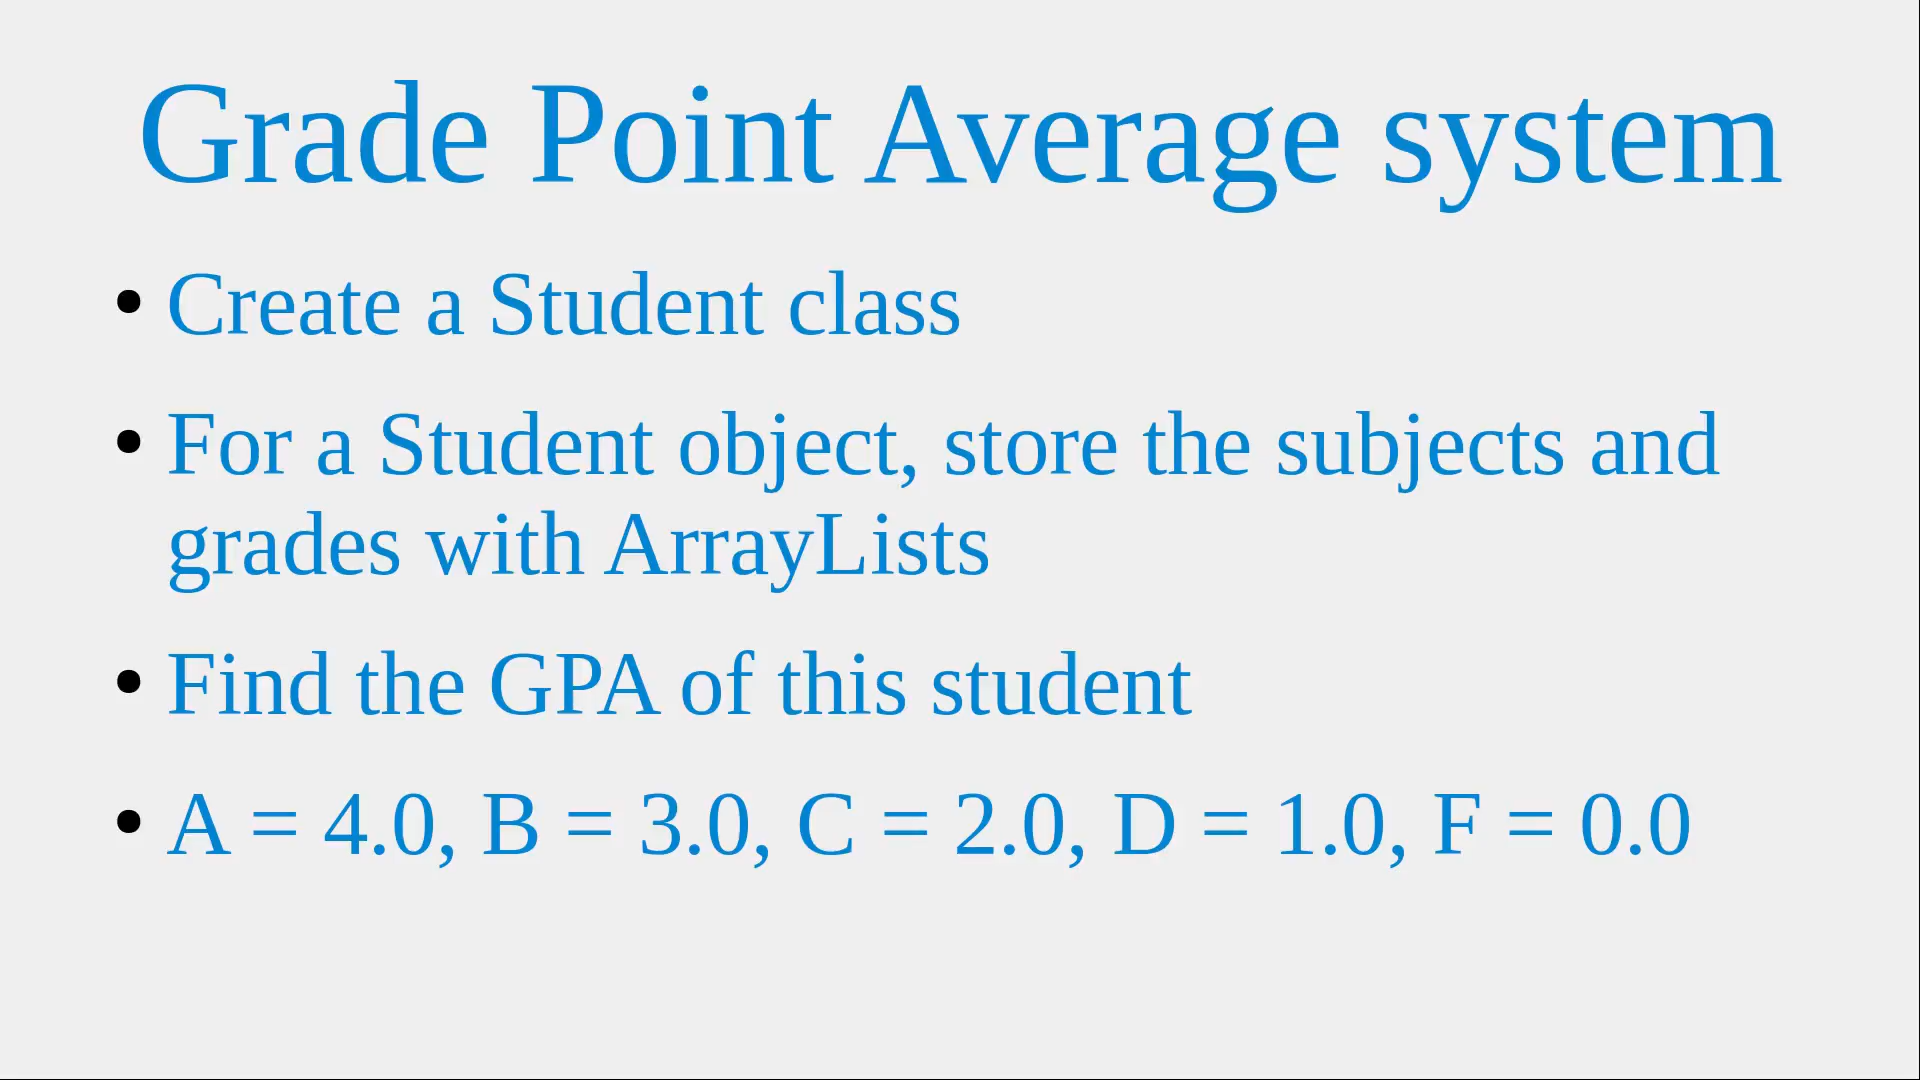 Grade Point Average system
• Create a Student class
• For a Student object, store the subjects and
grades with ArrayLists
• Find the GPA of this student
• A = 4.0, B = 3.0, C = 2.0, D = 1.0, F = 0.0